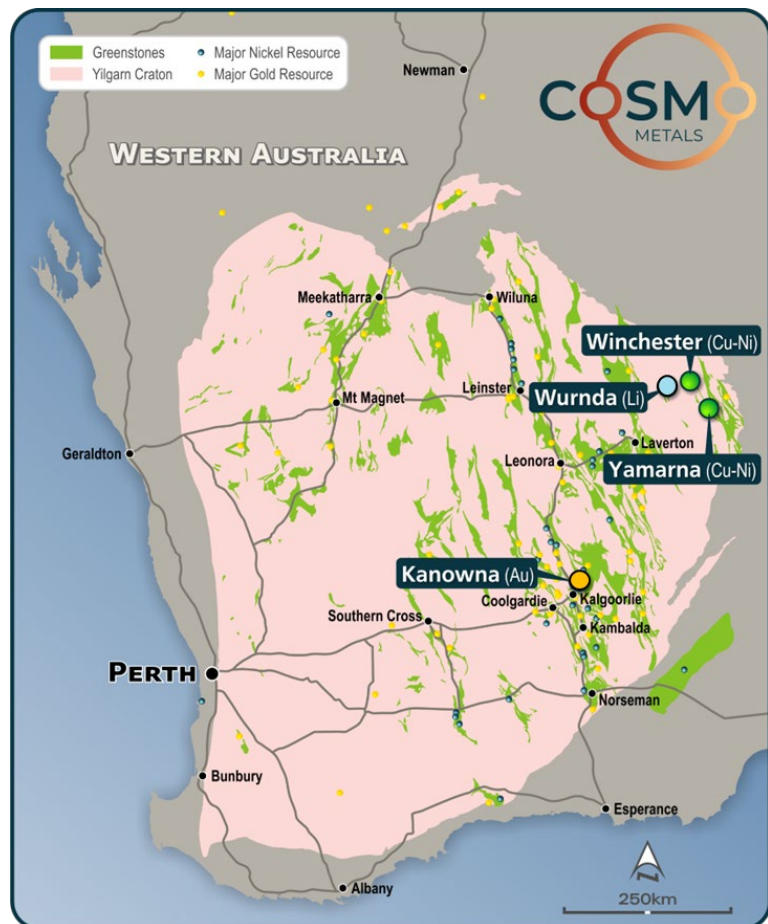 Greenstones
Major Nickel Resource
Yilgarn Craton
Major Gold Resource
Newman
COSMO
METALS
WESTERN AUSTRALIA
Meekatharra
Wiluna
Winchester (Cu-Ni)
Leinster
Wurnda (Li)
Mt Magnet
Laverton
Geraldton
Leonora
Yamarna (Cu-Ni)
Kanowna (Au)
Coolgardie
Kalgoorlie
Southern Cross
Kambalda
PERTH
Norseman
Bunbury
Esperance
N
Albany
250km